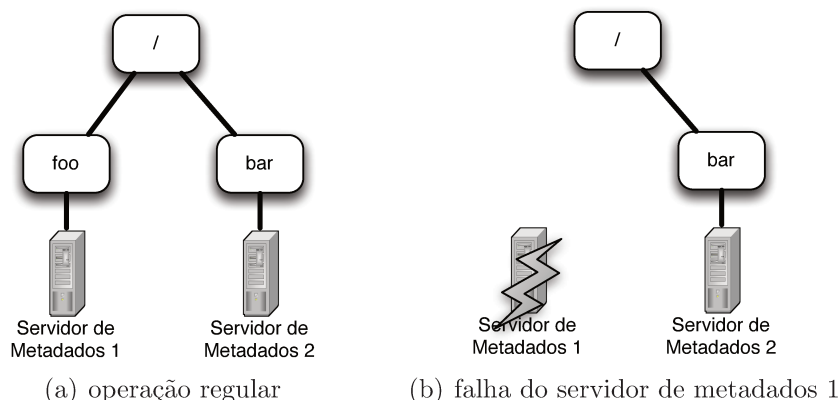 /
foo
bar
Servidor de
Metadados 1
Servidor de
Metadados 2
(a) operação regular
/
bar
Servidor de
Metadados 1
Servidor de
Metadados 2
(b) falha do servidor de metadados 1